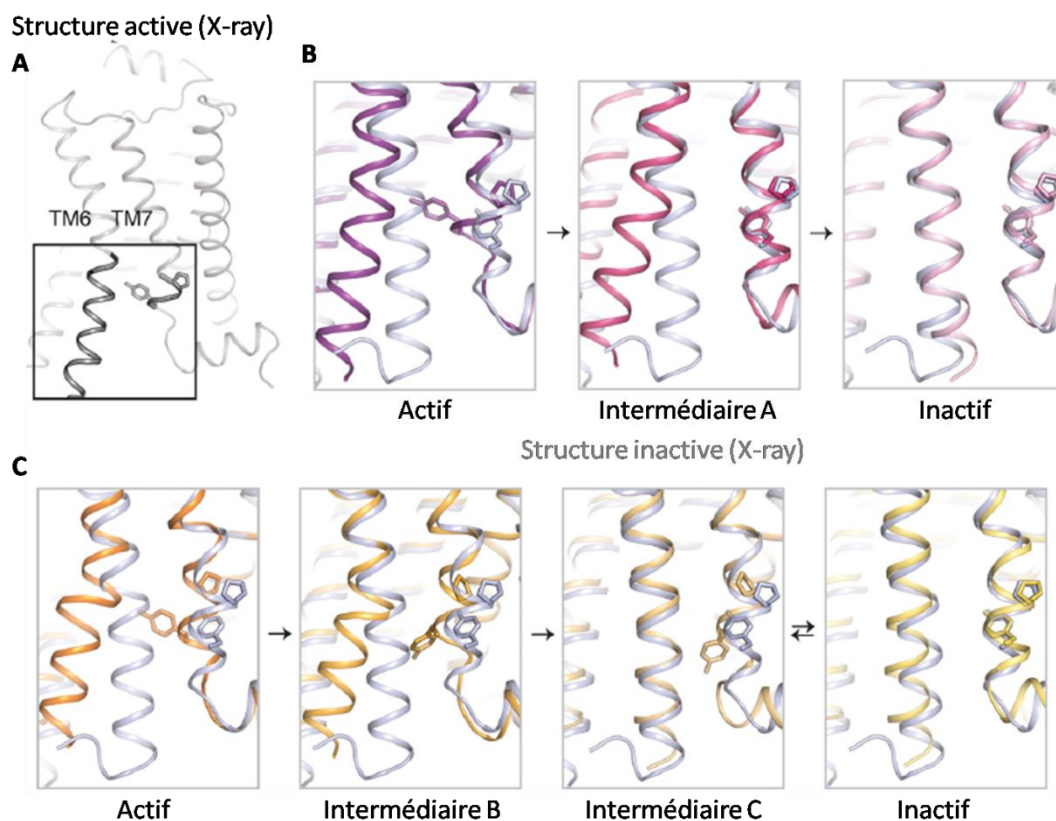 Structure active (X-ray)
A
B
TM6 TM7
Actif
Intermédiaire A
Inactif
Structure inactive (X-ray)
C
Actif
Intermédiaire B
Intermédiaire C
Inactif